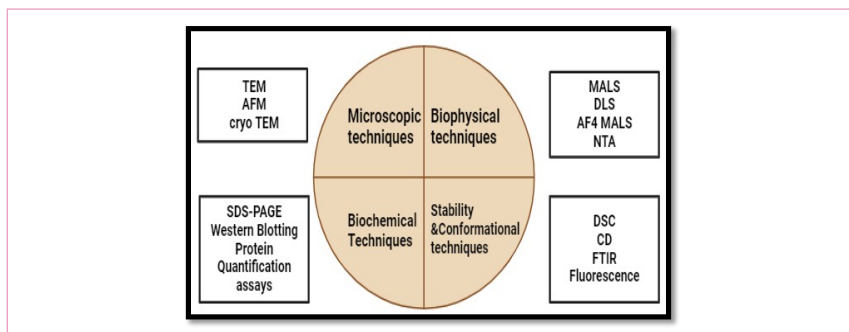 TEM
AFM
cryo TEM
Microscopic
techniques
Biophysical
techniques
MALS
DLS
AF4 MALS
NTA
SDS-PAGE
Western Blotting
Protein
Quantification
assays
Biochemical
Techniques
Stability
&Conformational
techniques
DSC
CD
FTIR
Fluorescence